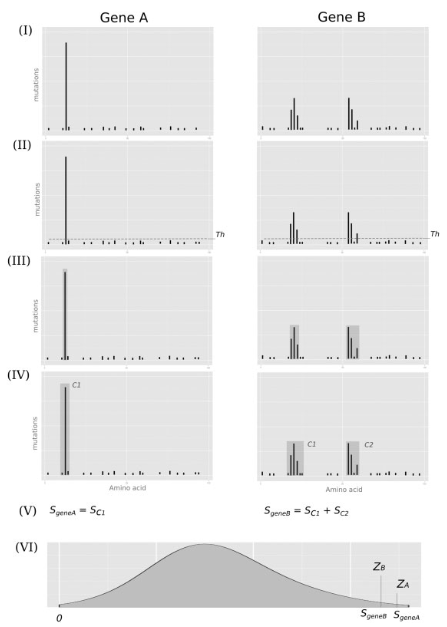 Gene A
Gene B
(I)
mutations
(II)
mutations
Th
Th
(III)
mutations
(IV)
mutations
C1
C1
C2
Amino acid
Amino acid
(V)
SgeneA = SC1
SgeneB = SC1 + SC2
(VI)
ZB
ZA
0
SgeneB
SgeneA